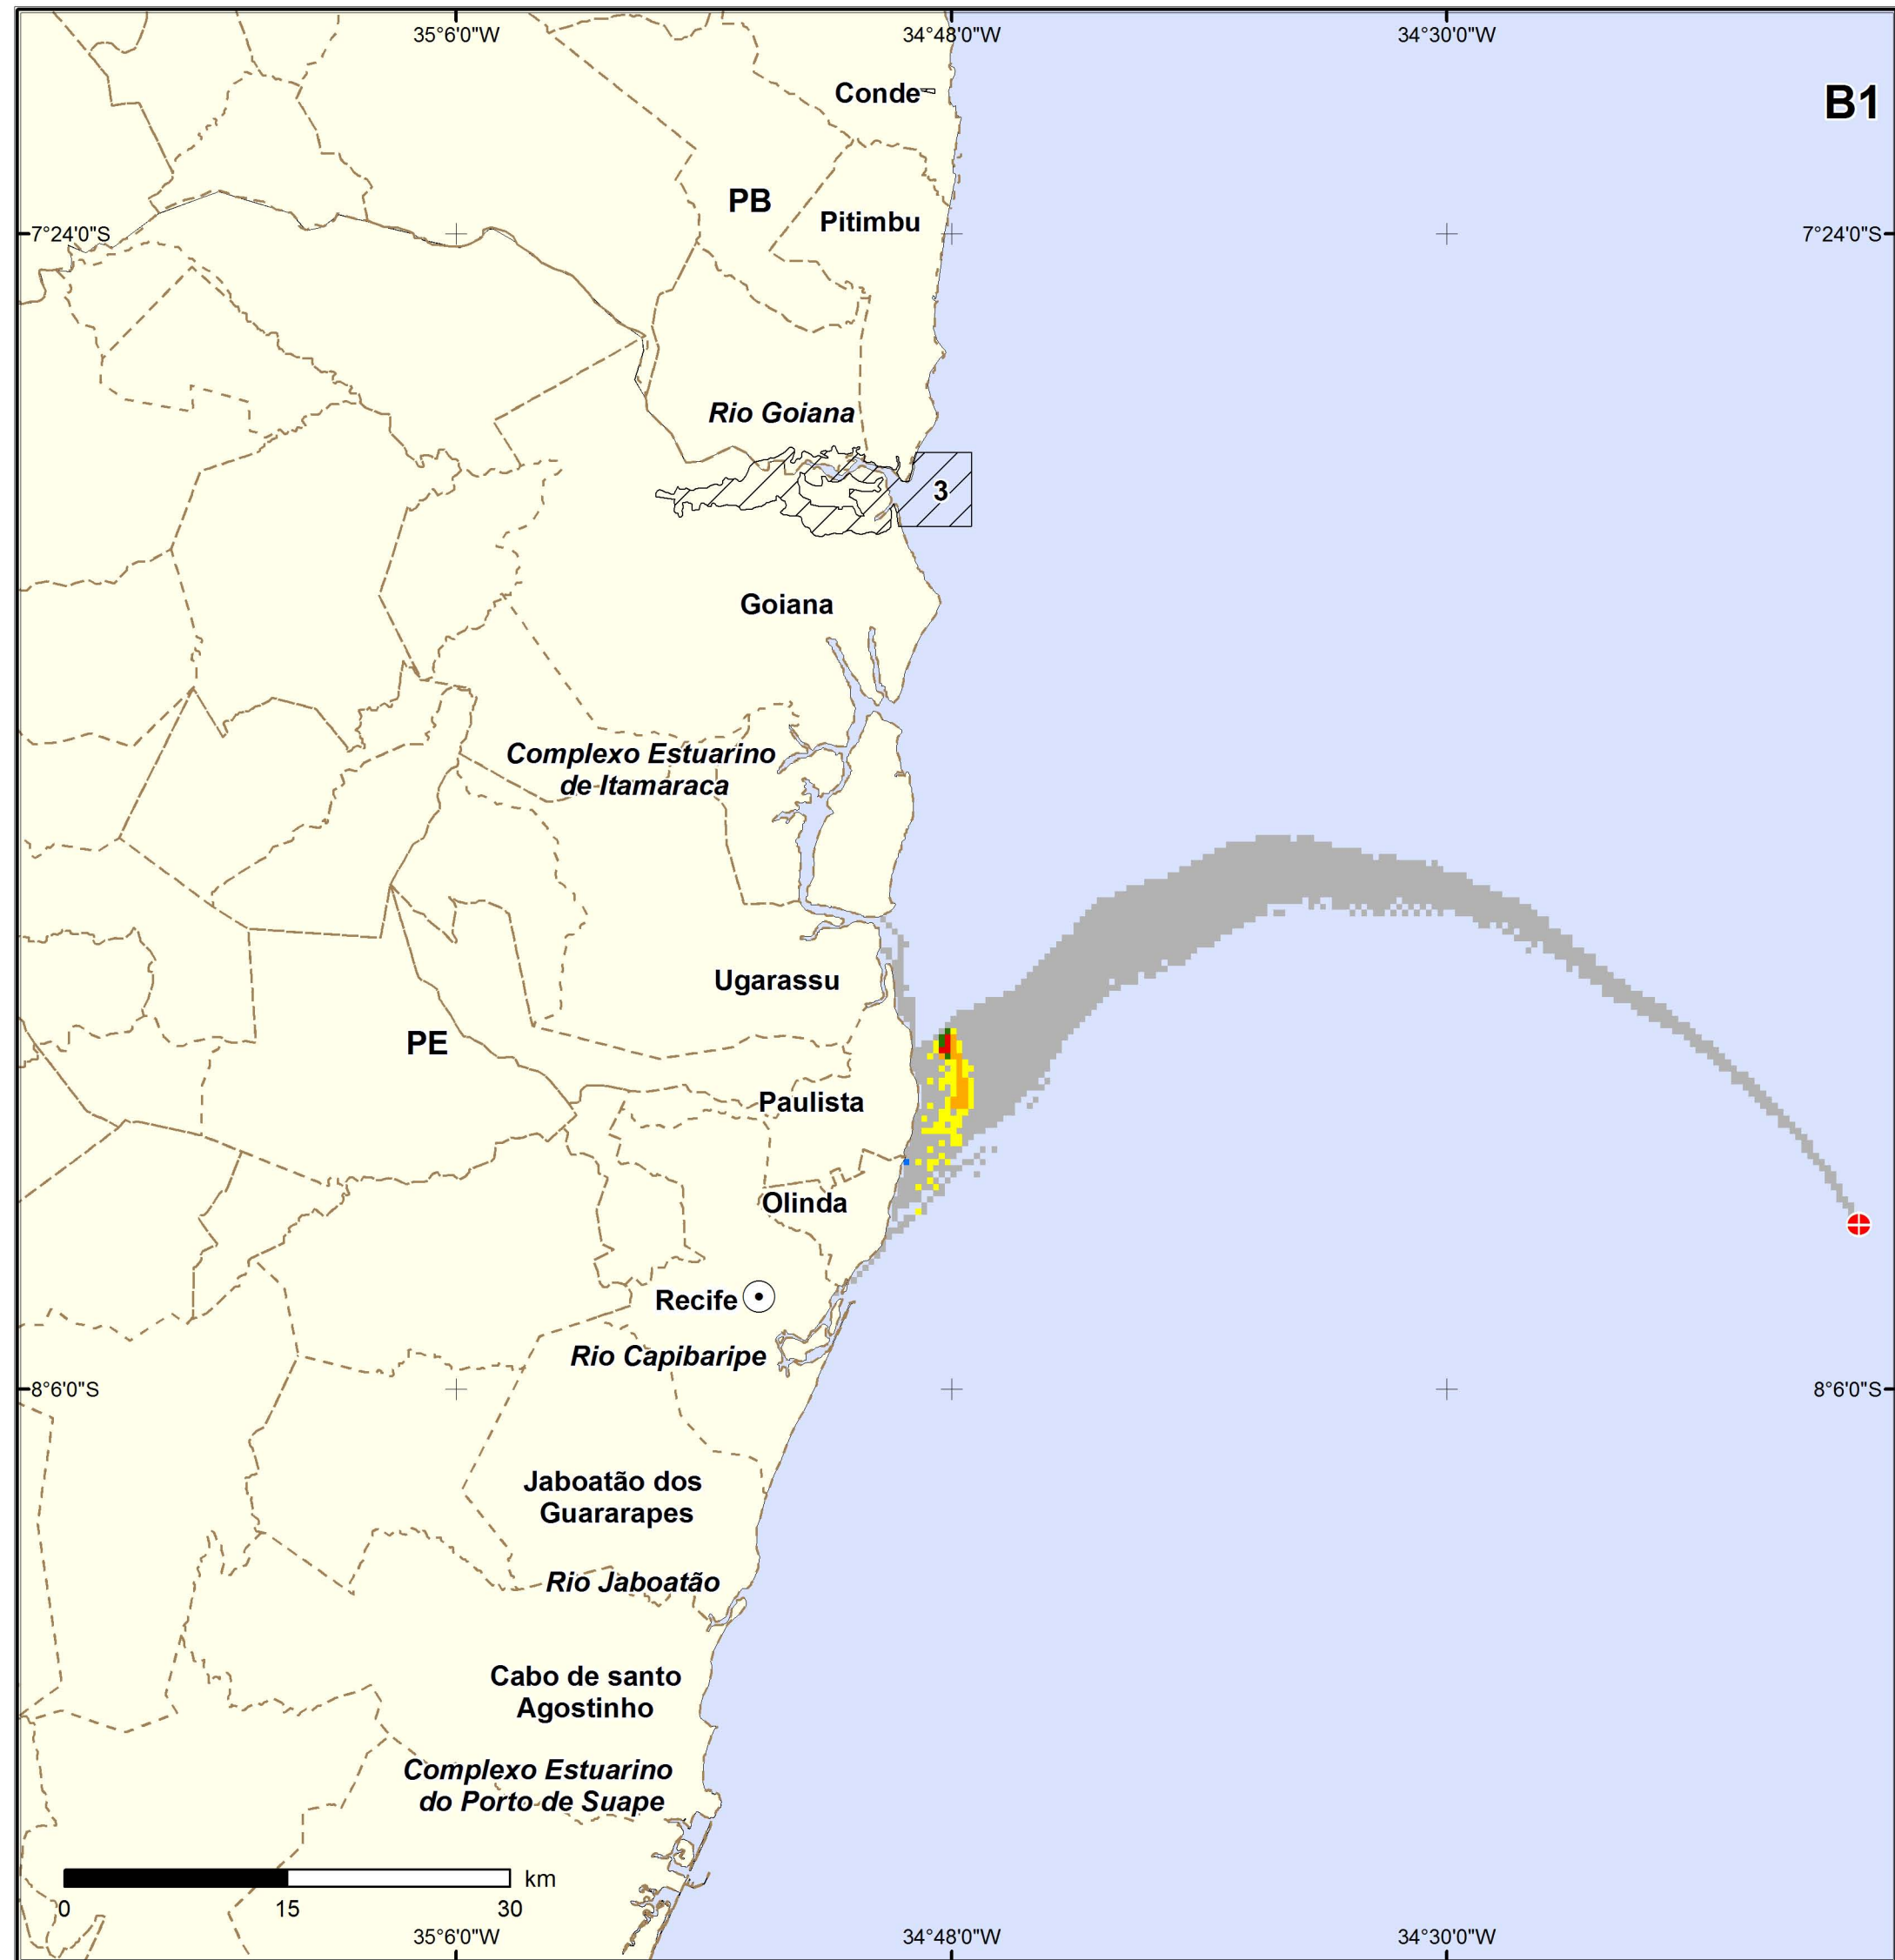 35°6'0"W
34°48'0"W
34°30'0"W
Conde
B1
PB
Pitimbu
7°24'0"S
7°24'0"S
Rio Goiana
3
Goiana
Complexo Estuarino
de Itamaraca
Ugarassu
PE
Paulista
Olinda
Recife
Rio Capibaripe
8°6'0"S
8°6'0"S
Jaboatão dos
Guararapes
Rio Jaboatão
Cabo de santo
Agostinho
Complexo Estuarino
do Porto de Suape
km
0
15
30
35°6'0"W
34°48'0"W
34°30'0"W